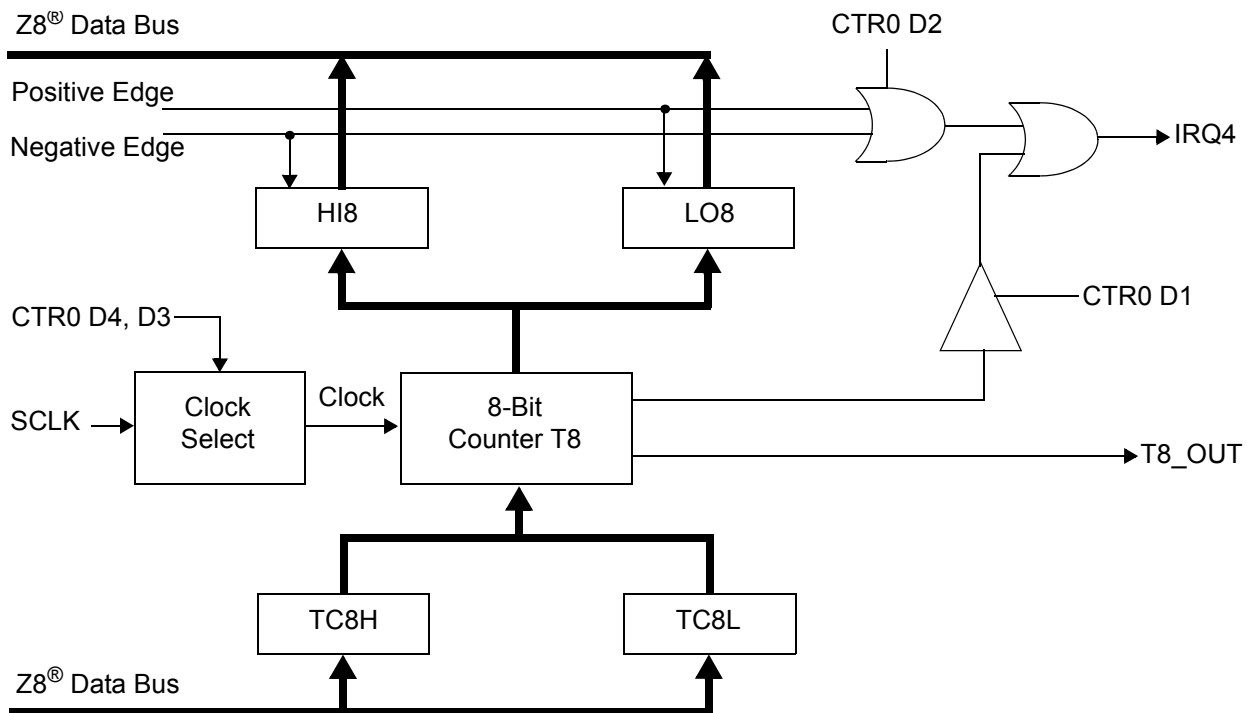 Z8® Data Bus
CTR0 D2
Positive Edge
Negative Edge
IRQ4
HI8
LO8
CTR0 D4, D3
CTR0 D1
SCLK
Clock
Select
Clock
8-Bit
Counter T8
T8_OUT
TC8H
TC8L
Z8® Data Bus